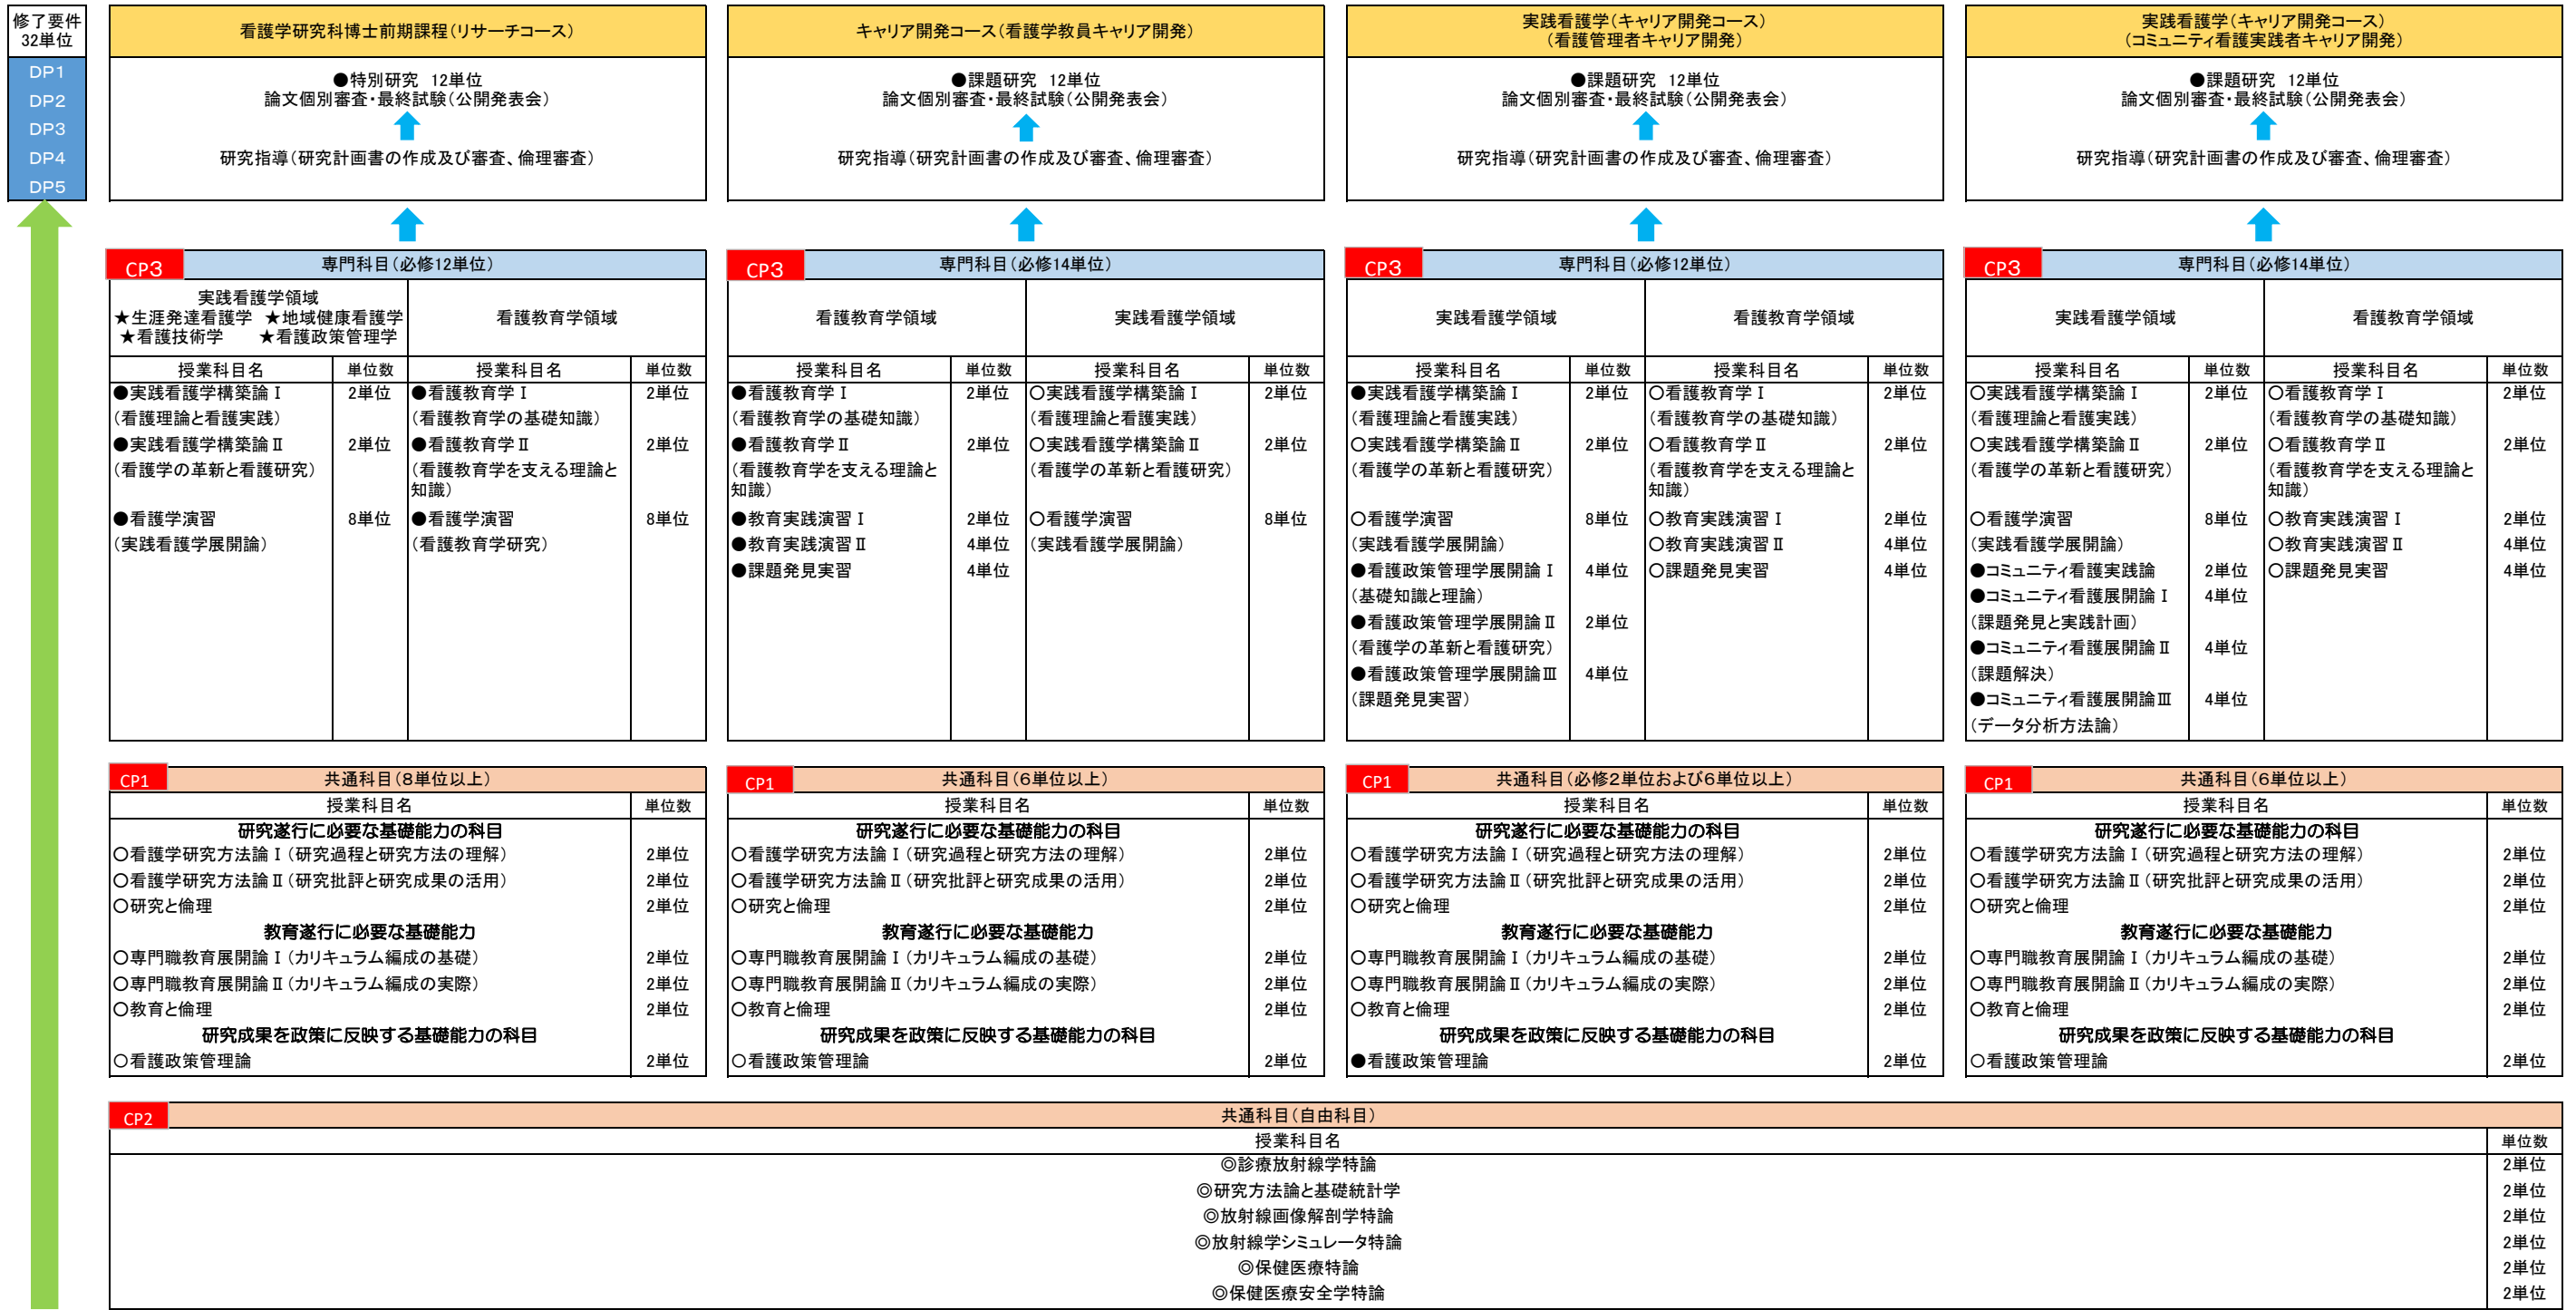 修了要件
32単位
DP1
DP2
DP3
DP4
DP5
看護学研究科博士前期課程(リサーチコース)
●特別研究 12単位
論文個別審査・最終試験(公開発表会)
研究指導(研究計画書の作成及び審査、倫理審査)
キャリア開発コース(看護学教員キャリア開発)
●課題研究 12単位
論文個別審査・最終試験(公開発表会)
研究指導(研究計画書の作成及び審査、倫理審査)
実践看護学(キャリア開発コース)
(看護管理者キャリア開発)
●課題研究 12単位
論文個別審査・最終試験(公開発表会)
研究指導(研究計画書の作成及び審査、倫理審査)
実践看護学(キャリア開発コース)
(コミュニティ看護実践者キャリア開発)
●課題研究 12単位
論文個別審査・最終試験(公開発表会)
研究指導(研究計画書の作成及び審査、倫理審査)
CP3 専門科目(必修12単位)
実践看護学領域
★生涯発達看護学 ★地域健康看護学
★看護技術学 ★看護政策管理学
看護教育学領域
授業科目名 単位数 授業科目名 単位数
●実践看護学構築論Ⅰ 2単位 ●看護教育学Ⅰ 2単位
(看護理論と看護実践) (看護教育学の基礎知識)
●実践看護学構築論Ⅱ 2単位 ●看護教育学Ⅱ 2単位
(看護学の革新と看護研究) (看護教育学を支える理論と
知識)
●看護学演習 8単位 ●看護学演習 8単位
(実践看護学展開論) (看護教育学研究)
CP3 専門科目(必修14単位)
看護教育学領域 実践看護学領域
授業科目名 単位数 授業科目名 単位数
●看護教育学Ⅰ 2単位 〇実践看護学構築論Ⅰ 2単位
(看護教育学の基礎知識) (看護理論と看護実践)
●看護教育学Ⅱ 2単位 〇実践看護学構築論Ⅱ 2単位
(看護教育学を支える理論と (看護学の革新と看護研究)
知識)
●教育実践演習Ⅰ 2単位 〇看護学演習 8単位
●教育実践演習Ⅱ 4単位 (実践看護学展開論)
●課題発見実習 4単位
CP3 専門科目(必修12単位)
実践看護学領域 看護教育学領域
授業科目名 単位数 授業科目名 単位数
●実践看護学構築論Ⅰ 2単位 〇看護教育学Ⅰ 2単位
(看護理論と看護実践) (看護教育学の基礎知識)
〇実践看護学構築論Ⅱ 2単位 〇看護教育学Ⅱ 2単位
(看護学の革新と看護研究) (看護教育学を支える理論と
知識)
〇看護学演習 8単位 〇教育実践演習Ⅰ 2単位
(実践看護学展開論) 〇教育実践演習Ⅱ 4単位
●看護政策管理学展開論Ⅰ 4単位 〇課題発見実習 4単位
(基礎知識と理論)
●看護政策管理学展開論Ⅱ 2単位
(看護学の革新と看護研究)
●看護政策管理学展開論Ⅲ 4単位
(課題発見実習)
CP3 専門科目(必修14単位)
実践看護学領域 看護教育学領域
授業科目名 単位数 授業科目名 単位数
〇実践看護学構築論Ⅰ 2単位 〇看護教育学Ⅰ 2単位
(看護理論と看護実践) (看護教育学の基礎知識)
〇実践看護学構築論Ⅱ 2単位 〇看護教育学Ⅱ 2単位
(看護学の革新と看護研究) (看護教育学を支える理論と
知識)
〇看護学演習 8単位 〇教育実践演習Ⅰ 2単位
(実践看護学展開論) 〇教育実践演習Ⅱ 4単位
●コミュニティ看護実践論 2単位 〇課題発見実習 4単位
●コミュニティ看護展開論Ⅰ 4単位
(課題発見と実践計画)
●コミュニティ看護展開論Ⅱ 4単位
(課題解決)
●コミュニティ看護展開論Ⅲ 4単位
(データ分析方法論)
CP1 共通科目(8単位以上)
授業科目名 単位数
研究遂行に必要な基礎能力の科目
〇看護学研究方法論Ⅰ(研究過程と研究方法の理解) 2単位
〇看護学研究方法論Ⅱ(研究批評と研究成果の活用) 2単位
〇研究と倫理 2単位
教育遂行に必要な基礎能力
〇専門職教育展開論Ⅰ(カリキュラム編成の基礎) 2単位
〇専門職教育展開論Ⅱ(カリキュラム編成の実際) 2単位
〇教育と倫理 2単位
研究成果を政策に反映する基礎能力の科目
〇看護政策管理論 2単位
CP1 共通科目(6単位以上)
授業科目名 単位数
研究遂行に必要な基礎能力の科目
〇看護学研究方法論Ⅰ(研究過程と研究方法の理解) 2単位
〇看護学研究方法論Ⅱ(研究批評と研究成果の活用) 2単位
〇研究と倫理 2単位
教育遂行に必要な基礎能力
〇専門職教育展開論Ⅰ(カリキュラム編成の基礎) 2単位
〇専門職教育展開論Ⅱ(カリキュラム編成の実際) 2単位
〇教育と倫理 2単位
研究成果を政策に反映する基礎能力の科目
〇看護政策管理論 2単位
CP1 共通科目(必修2単位および6単位以上)
授業科目名 単位数
研究遂行に必要な基礎能力の科目
〇看護学研究方法論Ⅰ(研究過程と研究方法の理解) 2単位
〇看護学研究方法論Ⅱ(研究批評と研究成果の活用) 2単位
〇研究と倫理 2単位
教育遂行に必要な基礎能力
〇専門職教育展開論Ⅰ(カリキュラム編成の基礎) 2単位
〇専門職教育展開論Ⅱ(カリキュラム編成の実際) 2単位
〇教育と倫理 2単位
研究成果を政策に反映する基礎能力の科目
●看護政策管理論 2単位
CP1 共通科目(6単位以上)
授業科目名 単位数
研究遂行に必要な基礎能力の科目
〇看護学研究方法論Ⅰ(研究過程と研究方法の理解) 2単位
〇看護学研究方法論Ⅱ(研究批評と研究成果の活用) 2単位
〇研究と倫理 2単位
教育遂行に必要な基礎能力
〇専門職教育展開論Ⅰ(カリキュラム編成の基礎) 2単位
〇専門職教育展開論Ⅱ(カリキュラム編成の実際) 2単位
〇教育と倫理 2単位
研究成果を政策に反映する基礎能力の科目
〇看護政策管理論 2単位
CP2 共通科目(自由科目)
授業科目名 単位数
◎診療放射線学特論 2単位
◎研究方法論と基礎統計学 2単位
◎放射線画像解剖学特論 2単位
◎放射線学シミュレータ特論 2単位
◎保健医療特論 2単位
◎保健医療安全学特論 2単位